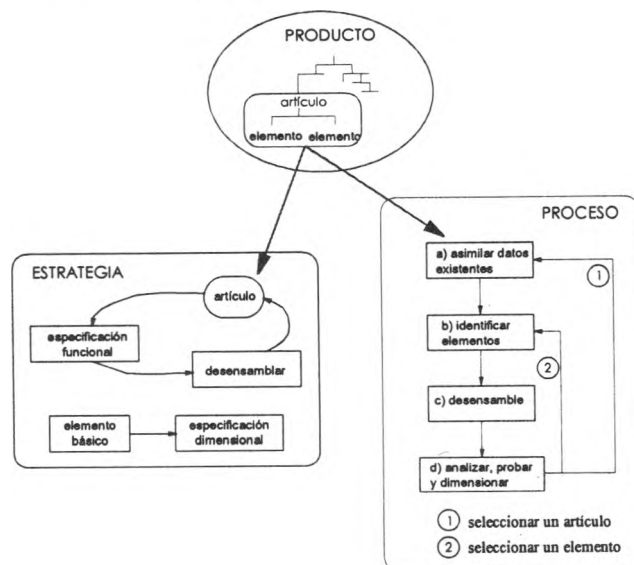 PRODUCTO
artículo
elemento elemento
ESTRATEGIA
artículo
especificación
funcional
desensamblar
elemento
básico
especificación
dimensional
PROCESO
a) asimilar datos
existentes
1
b) identificar
elementos
2
c) desensamble
d) analizar, probar
y dimensionar
1 seleccionar un artículo
2 seleccionar un elemento